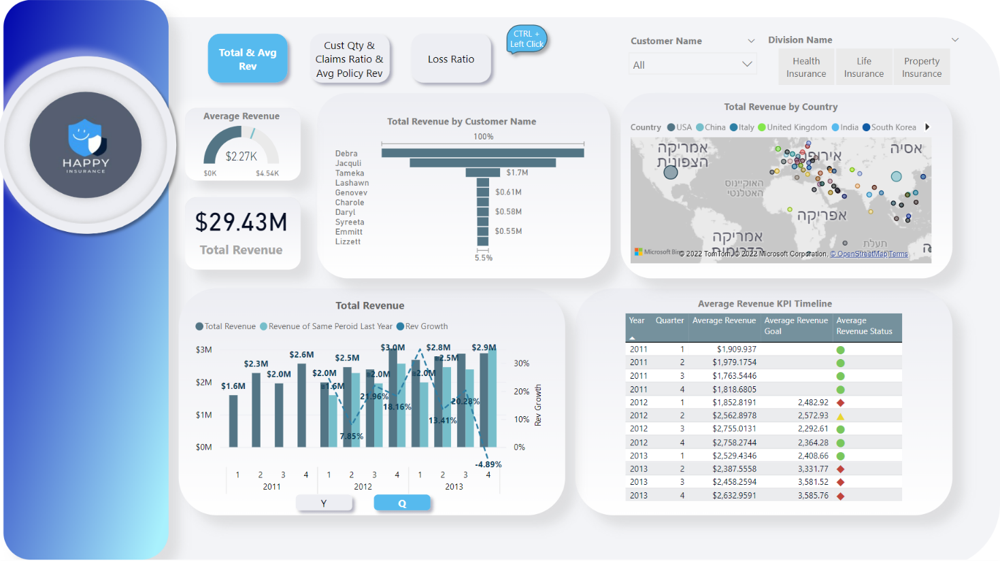 HAPPY
INSURANCE
Total & Avg
Rev
Cust Qty &
Claims Ratio &
Avg Policy Rev
Loss Ratio
CTRL +
Left Click
Customer Name
All
Division Name
Health
Insurance
Life
Insurance
Property
Insurance
Average Revenue
$2.27K
$0K
$4.54K
$29.43M
Total Revenue
Total Revenue by Customer Name
100%
Debra
Jacquli
Tameka
$1.7M
Lashawn
Genovev
$0.61M
Charole
Daryl
$0.58M
Syreeta
Emmitt
$0.55M
Lizzett
5.5%
Total Revenue by Country
Country USA China Italy United Kingdom India South Korea
אמריקה
הצפונית
אירופה
אסיה
האוקיינוס
האטלנטי
אפריקה
אמריקה
הדרומית
תעלת
Microsoft Bing
© 2022 TomTom, © 2022 Microsoft Corporation, © OpenStreetMap Terms
Total Revenue
Total Revenue Revenue of Same Peroid Last Year Rev Growth
$3M
$2M
$1M
$0M
$1.6M
$2.3M
$2.0M
$2.6M
$2.0M
₪1.6M
$2.5M
7.85%
₪2.0M
21.96%
$3.0M
18.16%
₪2.0M
$2.8M
₪2.5M
13.41%
20.28%
$2.9M
-4.89%
30%
20%
10%
0%
Rev Growth
1 2 3 4 1 2 3 4 1 2 3 4
2011 2012 2013
Y
Q
Average Revenue KPI Timeline
Year Quarter Average Revenue Average Revenue Goal Average Revenue Status
2011 1 $1,909.937
2011 2 $1,979.1754
2011 3 $1,763.5446
2011 4 $1,818.6805
2012 1 $1,852.8191 2,482.92
2012 2 $2,562.8978 2,572.93
2012 3 $2,755.0131 2,292.61
2012 4 $2,758.2744 2,364.28
2013 1 $2,529.4346 2,408.66
2013 2 $2,387.5558 3,331.77
2013 3 $2,458.2594 3,581.52
2013 4 $2,632.9591 3,585.76